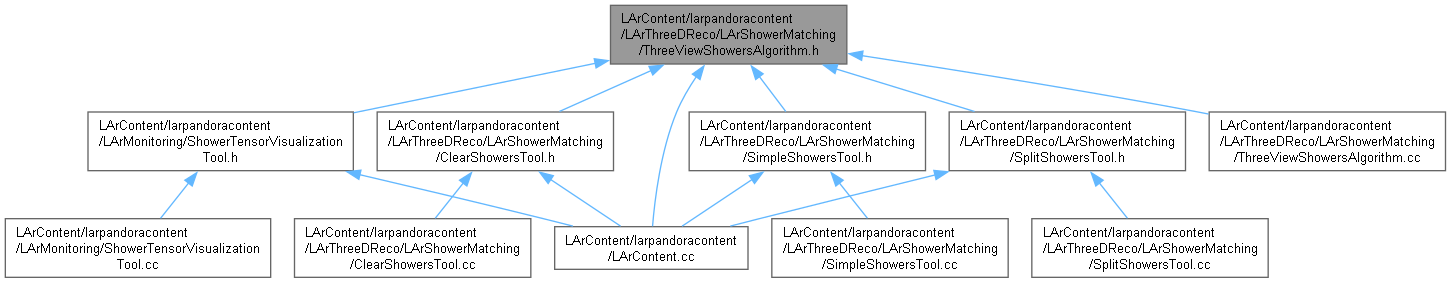 LArContent/larpandoracontent
/LArThreeDReco/LArShowerMatching
/ThreeViewShowersAlgorithm.h
LArContent/larpandoracontent
/LArMonitoring/ShowerTensorVisualization
Tool.h
LArContent/larpandoracontent
/LArThreeDReco/LArShowerMatching
/ClearShowersTool.h
LArContent/larpandoracontent
/LArThreeDReco/LArShowerMatching
/SimpleShowersTool.h
LArContent/larpandoracontent
/LArThreeDReco/LArShowerMatching
/SplitShowersTool.h
LArContent/larpandoracontent
/LArThreeDReco/LArShowerMatching
/ThreeViewShowersAlgorithm.cc
LArContent/larpandoracontent
/LArMonitoring/ShowerTensorVisualization
Tool.cc
LArContent/larpandoracontent
/LArThreeDReco/LArShowerMatching
/ClearShowersTool.cc
LArContent/larpandoracontent
/LArContent.cc
LArContent/larpandoracontent
/LArThreeDReco/LArShowerMatching
/SimpleShowersTool.cc
LArContent/larpandoracontent
/LArThreeDReco/LArShowerMatching
/SplitShowersTool.cc